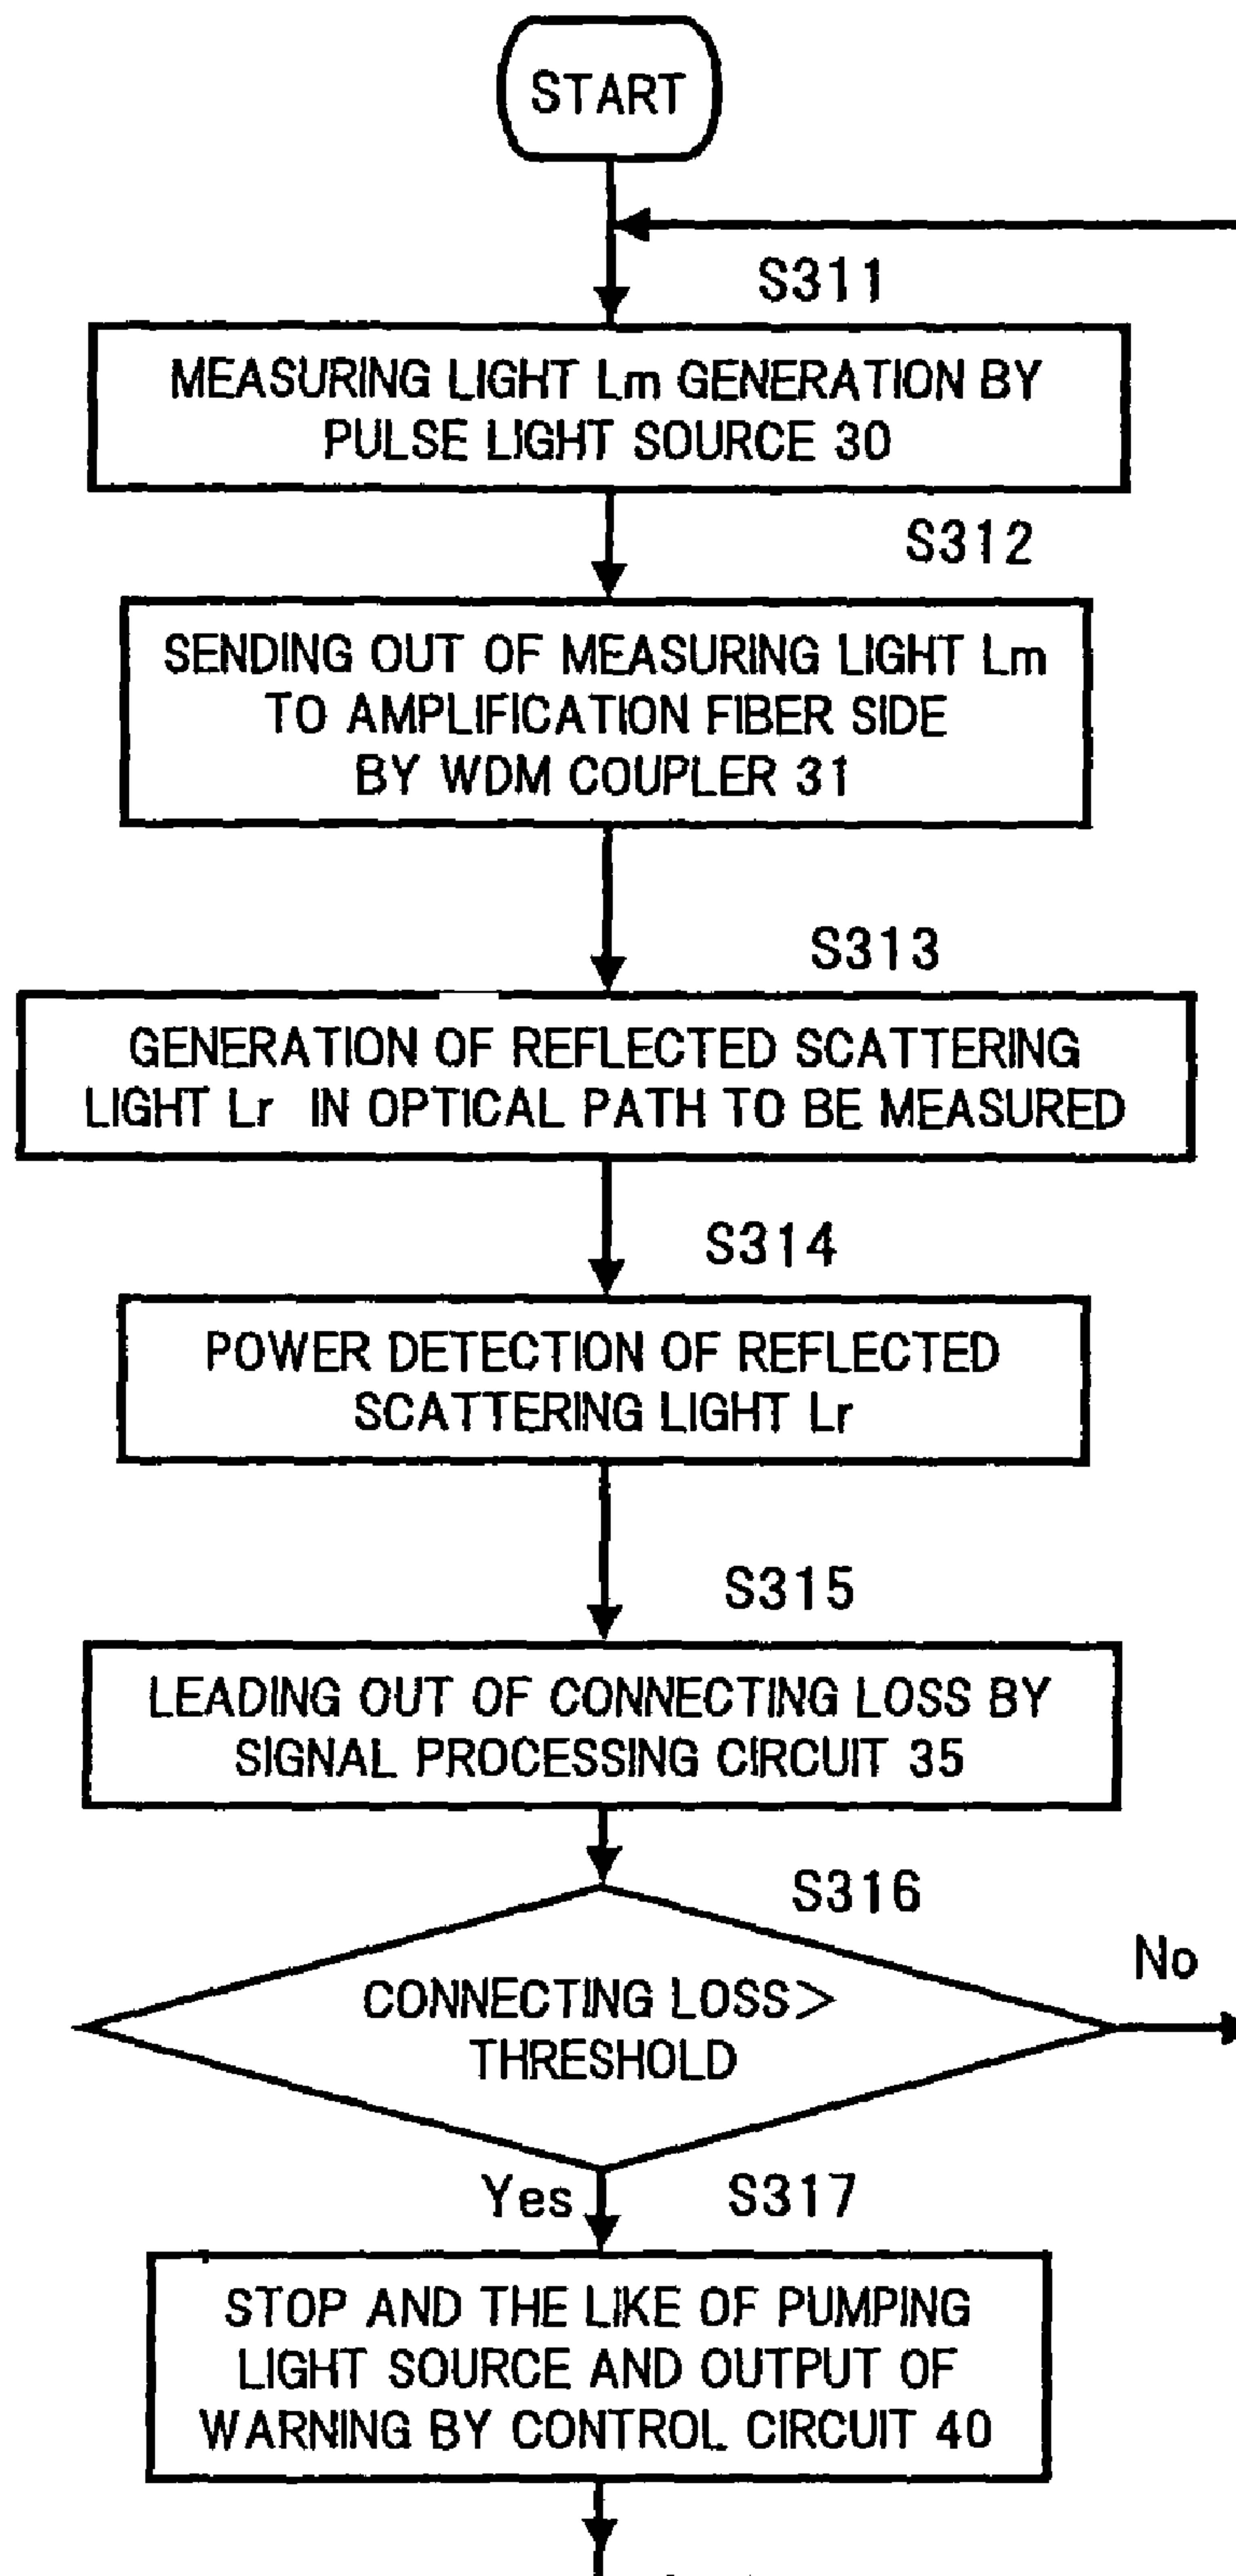 START
S311
MEASURING LIGHT Lm GENERATION BY
PULSE LIGHT SOURCE 30
S312
SENDING OUT OF MEASURING LIGHT Lm
TO AMPLIFICATION FIBER SIDE
BY WDM COUPLER 31
S313
GENERATION OF REFLECTED SCATTERING
LIGHT Lr IN OPTICAL PATH TO BE MEASURED
S314
POWER DETECTION OF REFLECTED
SCATTERING LIGHT Lr
S315
LEADING OUT OF CONNECTING LOSS BY
SIGNAL PROCESSING CIRCUIT 35
S316
No
CONNECTING LOSS>
THRESHOLD
Yes
S317
STOP AND THE LIKE OF PUMPING
LIGHT SOURCE AND OUTPUT OF
WARNING BY CONTROL CIRCUIT 40